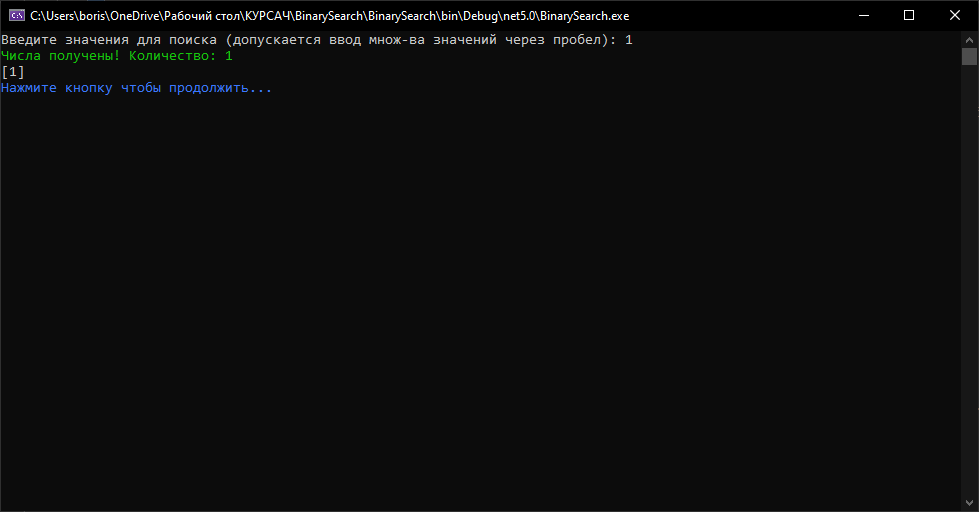 C:\Users\boris\OneDrive\Рабочий стол\КУРСАЧ\BinarySearch\BinarySearch\bin\Debug\net5.0\BinarySearch.exe
Введите значения для поиска (допускается ввод множ-ва значений через пробел): 1
Числа получены! Количество: 1
[1]
Нажмите кнопку чтобы продолжить...